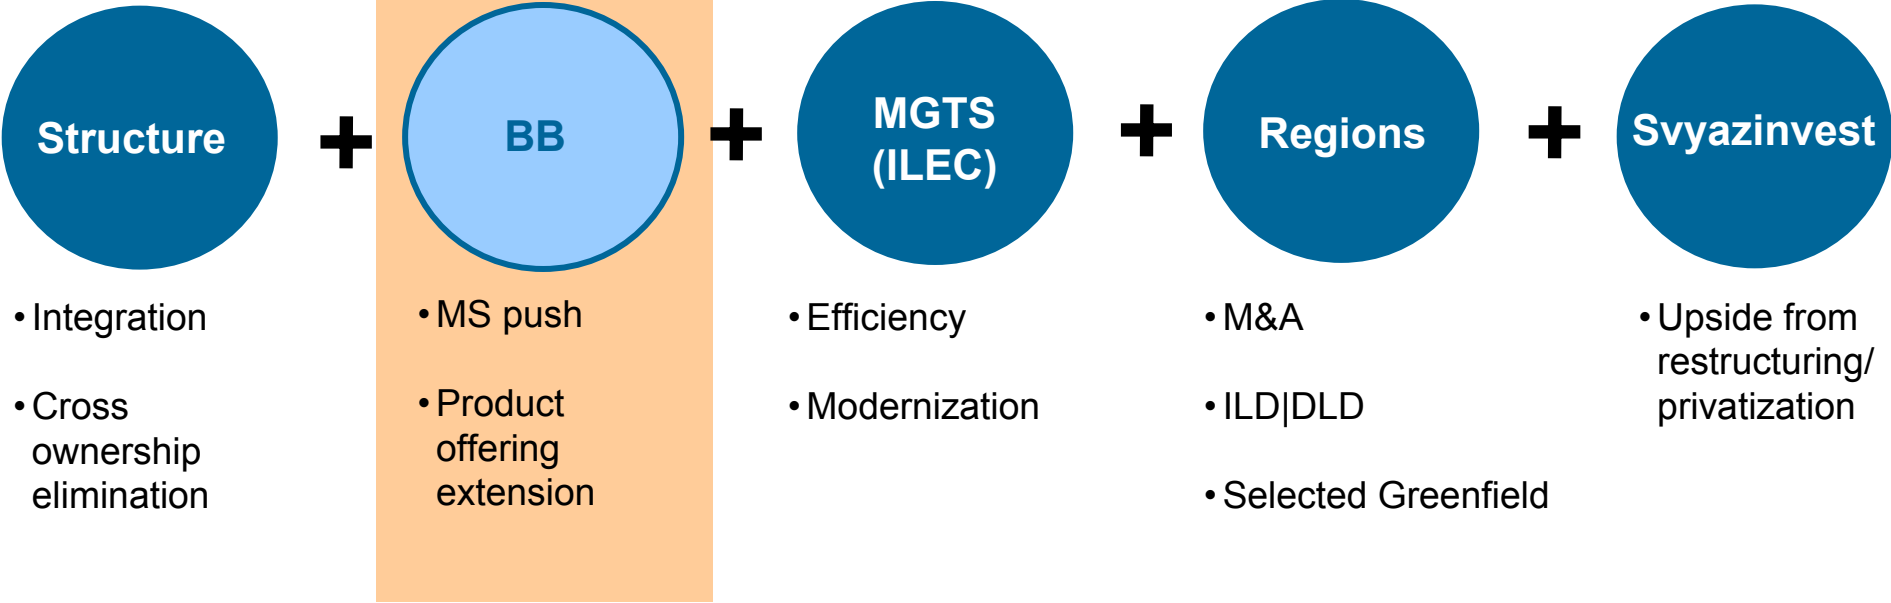 Structure
+
BB
+
MGTS
(ILEC)
+
Regions
+
Svyazinvest
• Integration
• Cross
ownership
elimination
• MS push
• Product
offering
extension
• Efficiency
• Modernization
• M&A
• ILD|DLD
• Selected Greenfield
• Upside from
restructuring/
privatization